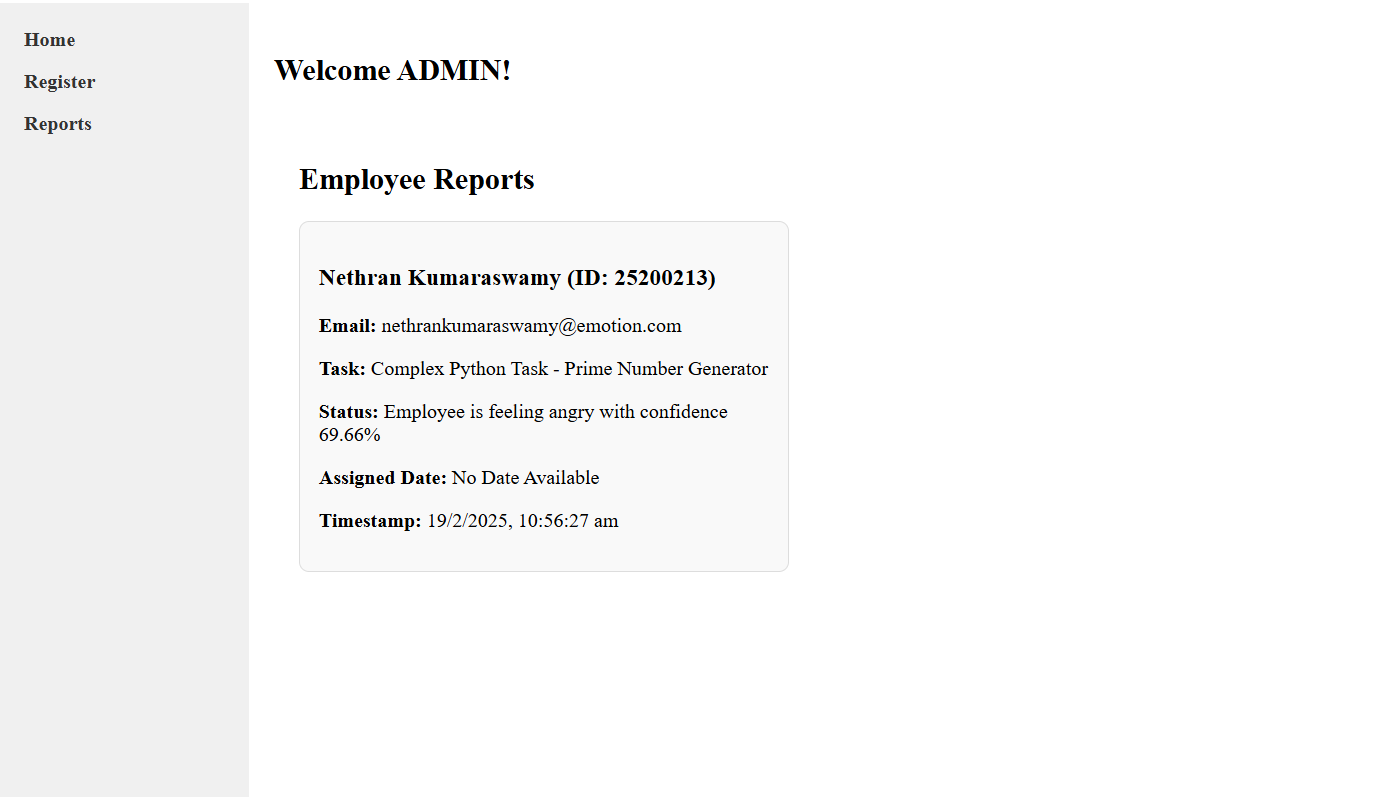 Home
Register
Reports
Welcome ADMIN!
Employee Reports
Nethran Kumaraswamy (ID: 25200213)
Email: nethrankumaraswamy@emotion.com
Task: Complex Python Task - Prime Number Generator
Status: Employee is feeling angry with confidence
69.66%
Assigned Date: No Date Available
Timestamp: 19/2/2025, 10:56:27 am